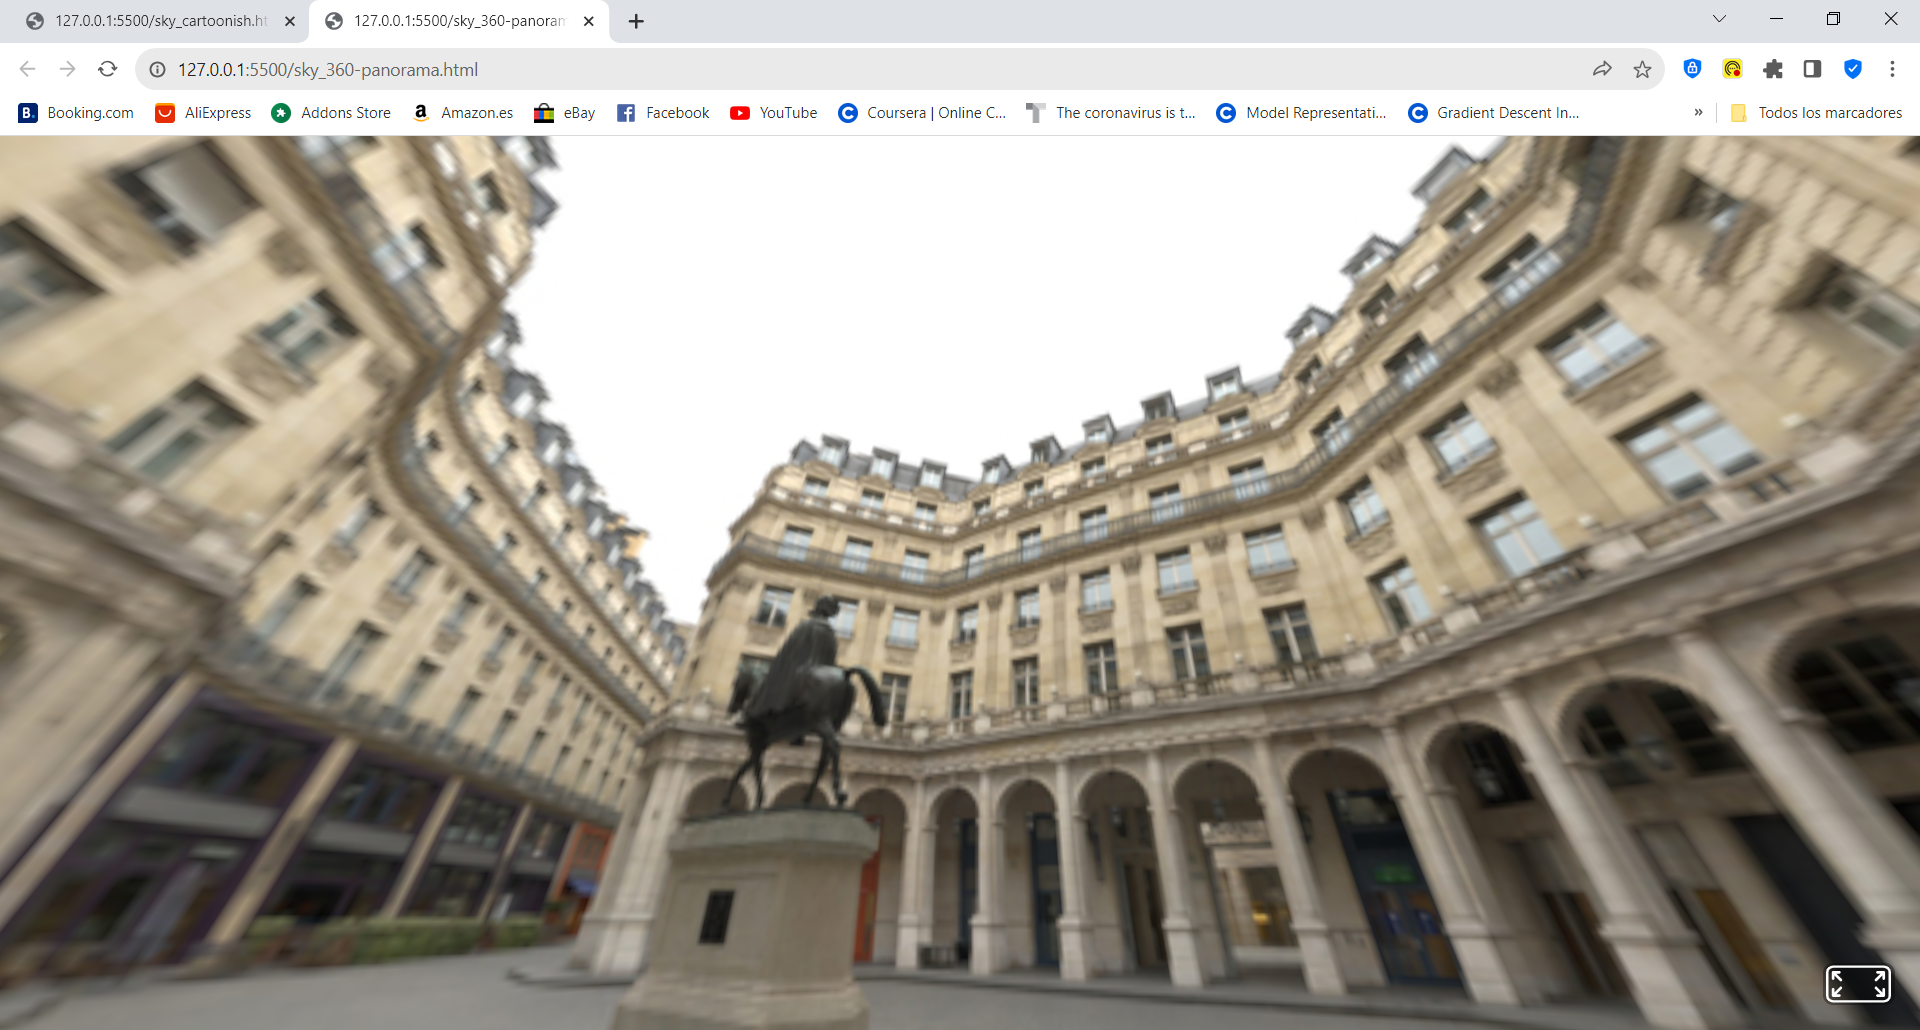 127.0.0.1:5500/sky_cartoonish.ht
127.0.0.1:5500/sky_360-panoram
127.0.0.1:5500/sky_360-panorama.html
Booking.com
AliExpress
Addons Store
Amazon.es
eBay
Facebook
YouTube
Coursera | Online C...
The coronavirus is t...
Model Representati...
Gradient Descent In...
»
Todos los marcadores